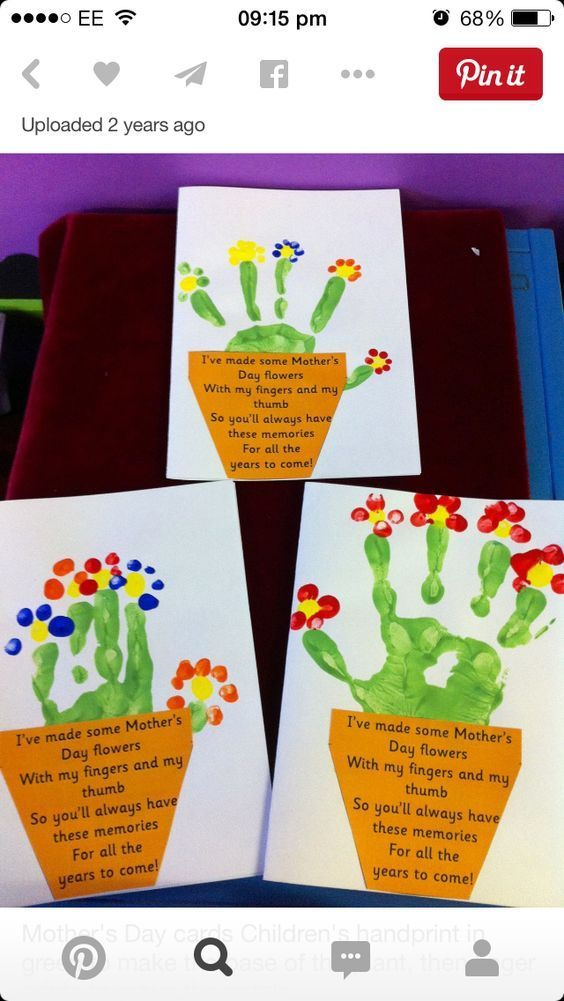 EE
09:15 pm
68%
Pin it
Uploaded 2 years ago
I've made some Mother's
Day flowers
With my fingers and my
thumb
So you'll always have
these memories
For all the
years to come!
I've made some Mother's
Day flowers
With my fingers and my
thumb
So you'll always have
these memories
For all the
years to come!
I've made some Mother's
Day flowers
With my fingers and my
thumb
So you'll always have
these memories
For all the
years to come!
Mother's Day cards Children's handprint in